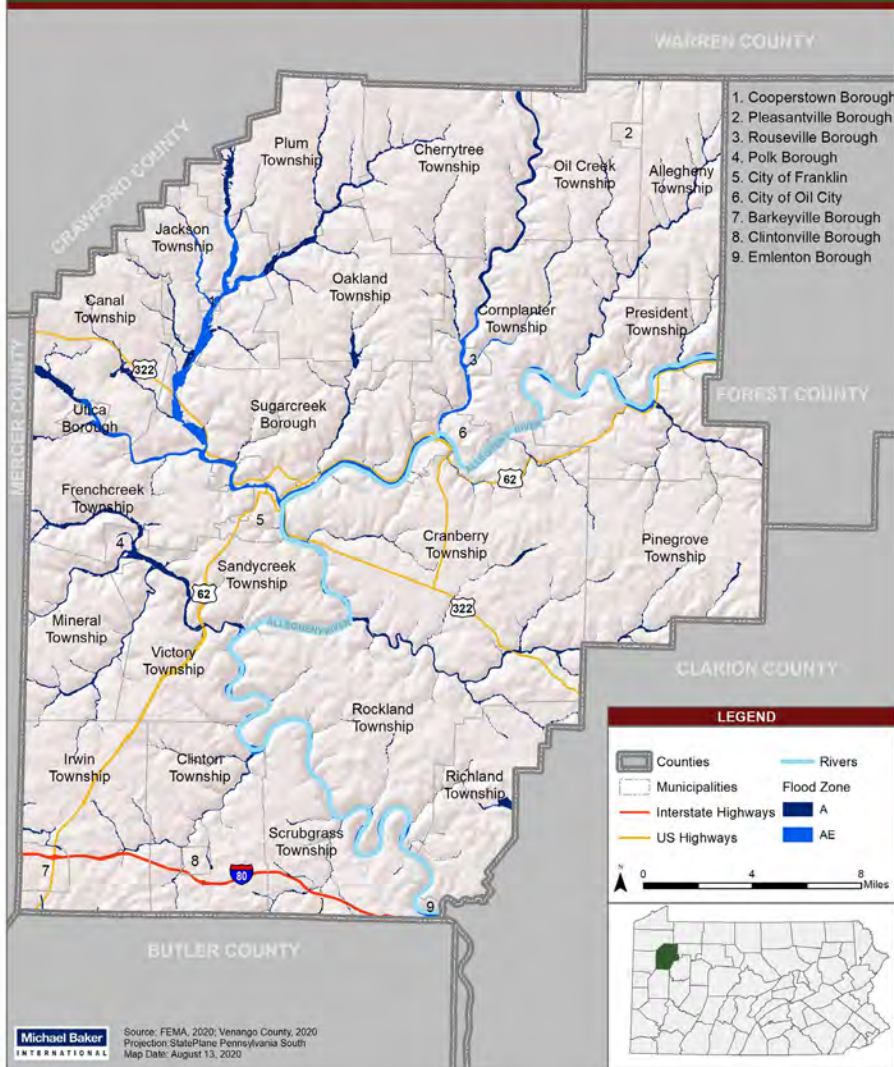 WARREN COUNTY
1. Cooperstown Borough
2. Pleasantville Borough
3. Rouseville Borough
4. Polk Borough
5. City of Franklin
6. City of Oil City
7. Barkeyville Borough
8. Clintonville Borough
9. Emlenton Borough
CRAWFORD COUNTY
Plum
Township
Cherrytree
Township
2
Oil Creek
Township
Allegheny
Township
Jackson
Township
1
Oakland
Township
Canal
Township
Cornplanter
Township
President
Township
322
3
MERCER COUNTY
FOREST COUNTY
Utica
Borough
Sugarcreek
Borough
6
ALLEGHENY RIVER
62
Frenchcreek
Township
5
Cranberry
Township
Pinegrove
Township
4
Sandycreek
Township
62
322
Mineral
Township
ALLEGHENY RIVER
Victory
Township
CLARION COUNTY
Rockland
Township
Irwin
Township
Clinton
Township
Richland
Township
Scrubgrass
Township
7
8
80
9
BUTLER COUNTY
LEGEND
Counties
Municipalities
Interstate Highways
US Highways
Rivers
Flood Zone
A
AE
N
0 4 8
Miles
Michael Baker
INTERNATIONAL
Source: FEMA, 2020; Venango County, 2020
Projection:StatePlane Pennsylvania South
Map Date: August 13, 2020